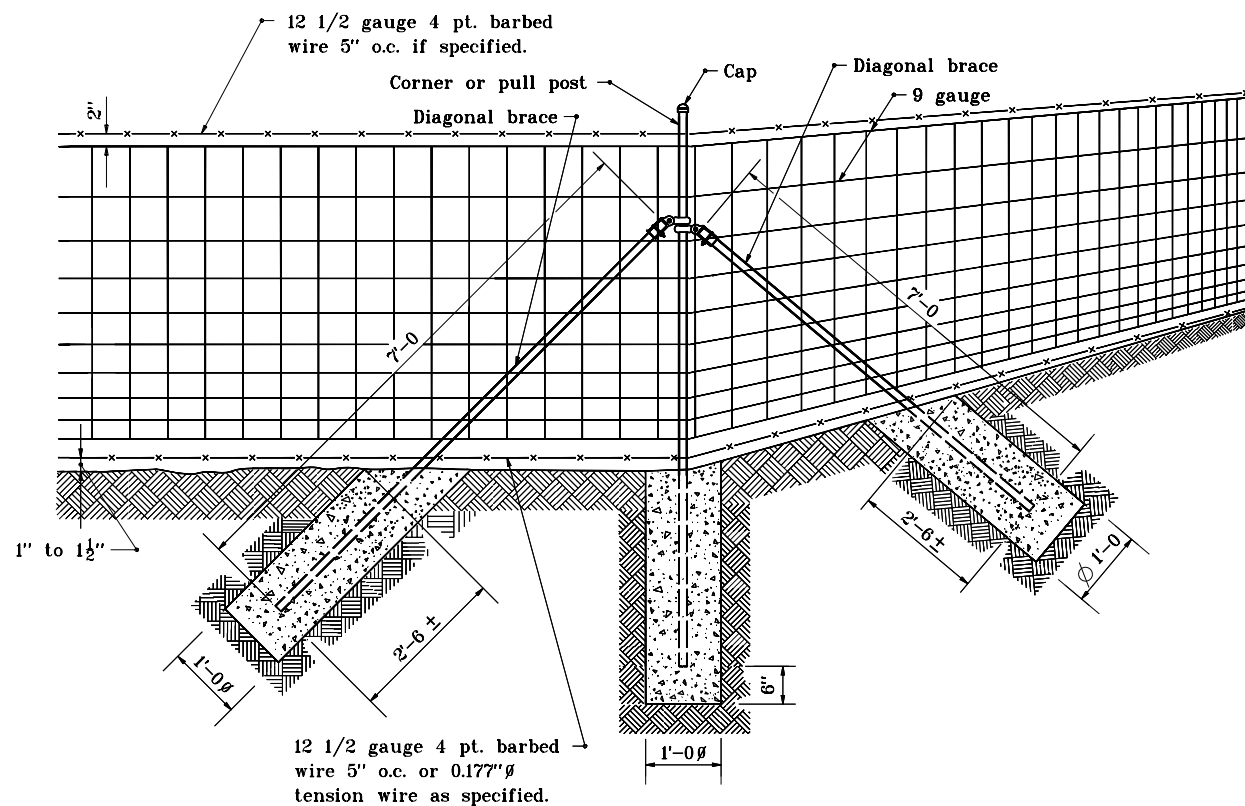 12 1/2 gauge 4 pt. barbed
wire 5" o.c. if specified.
Cap
Diagonal brace
Corner or pull post
9 gauge
2"
Diagonal brace
7'-0
7'-0
1" to 1 1/2"
2'-6 ±
2'-6 ±
Ø 1'-0
1'-0Ø
6"
12 1/2 gauge 4 pt. barbed
wire 5" o.c. or 0.177"Ø
tension wire as specified.
1'-0Ø